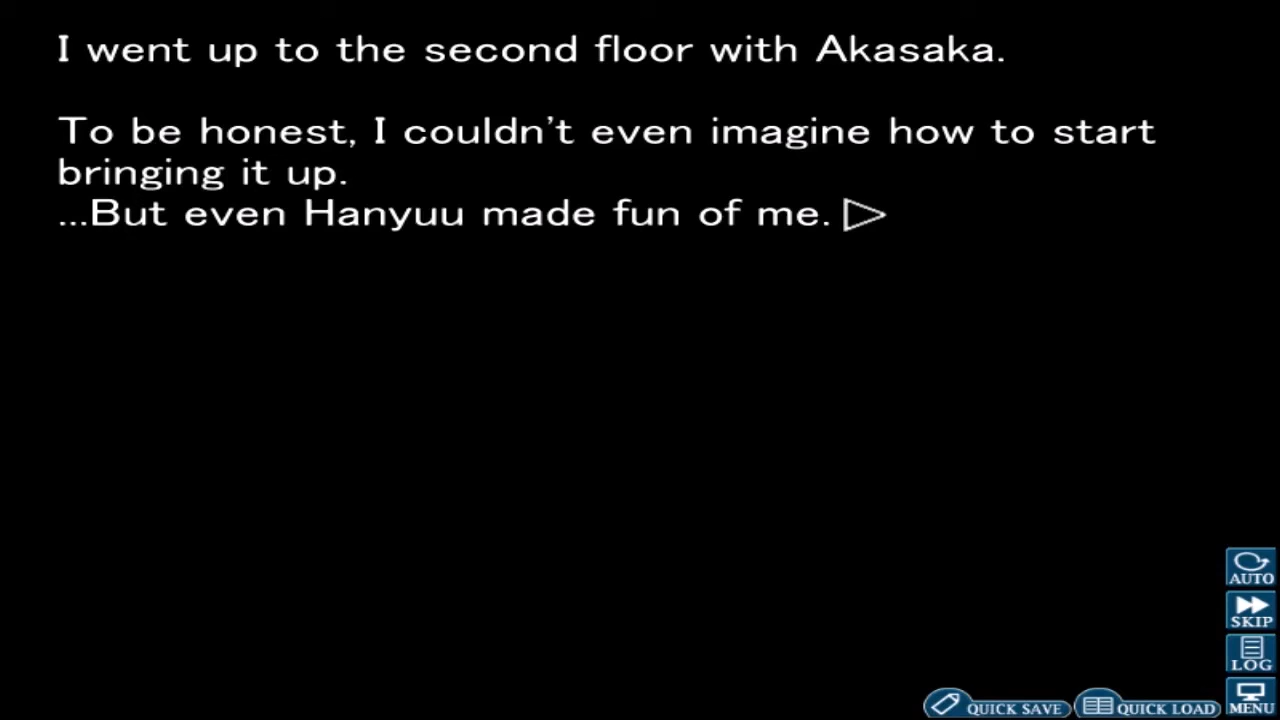 I went up to the second floor with Akasaka.
To be honest, I couldn't even imagine how to start
bringing it up.
...But even Hanyuu made fun of me.
AUTO
SKIP
LOG
MENU
QUICK SAVE
QUICK LOAD